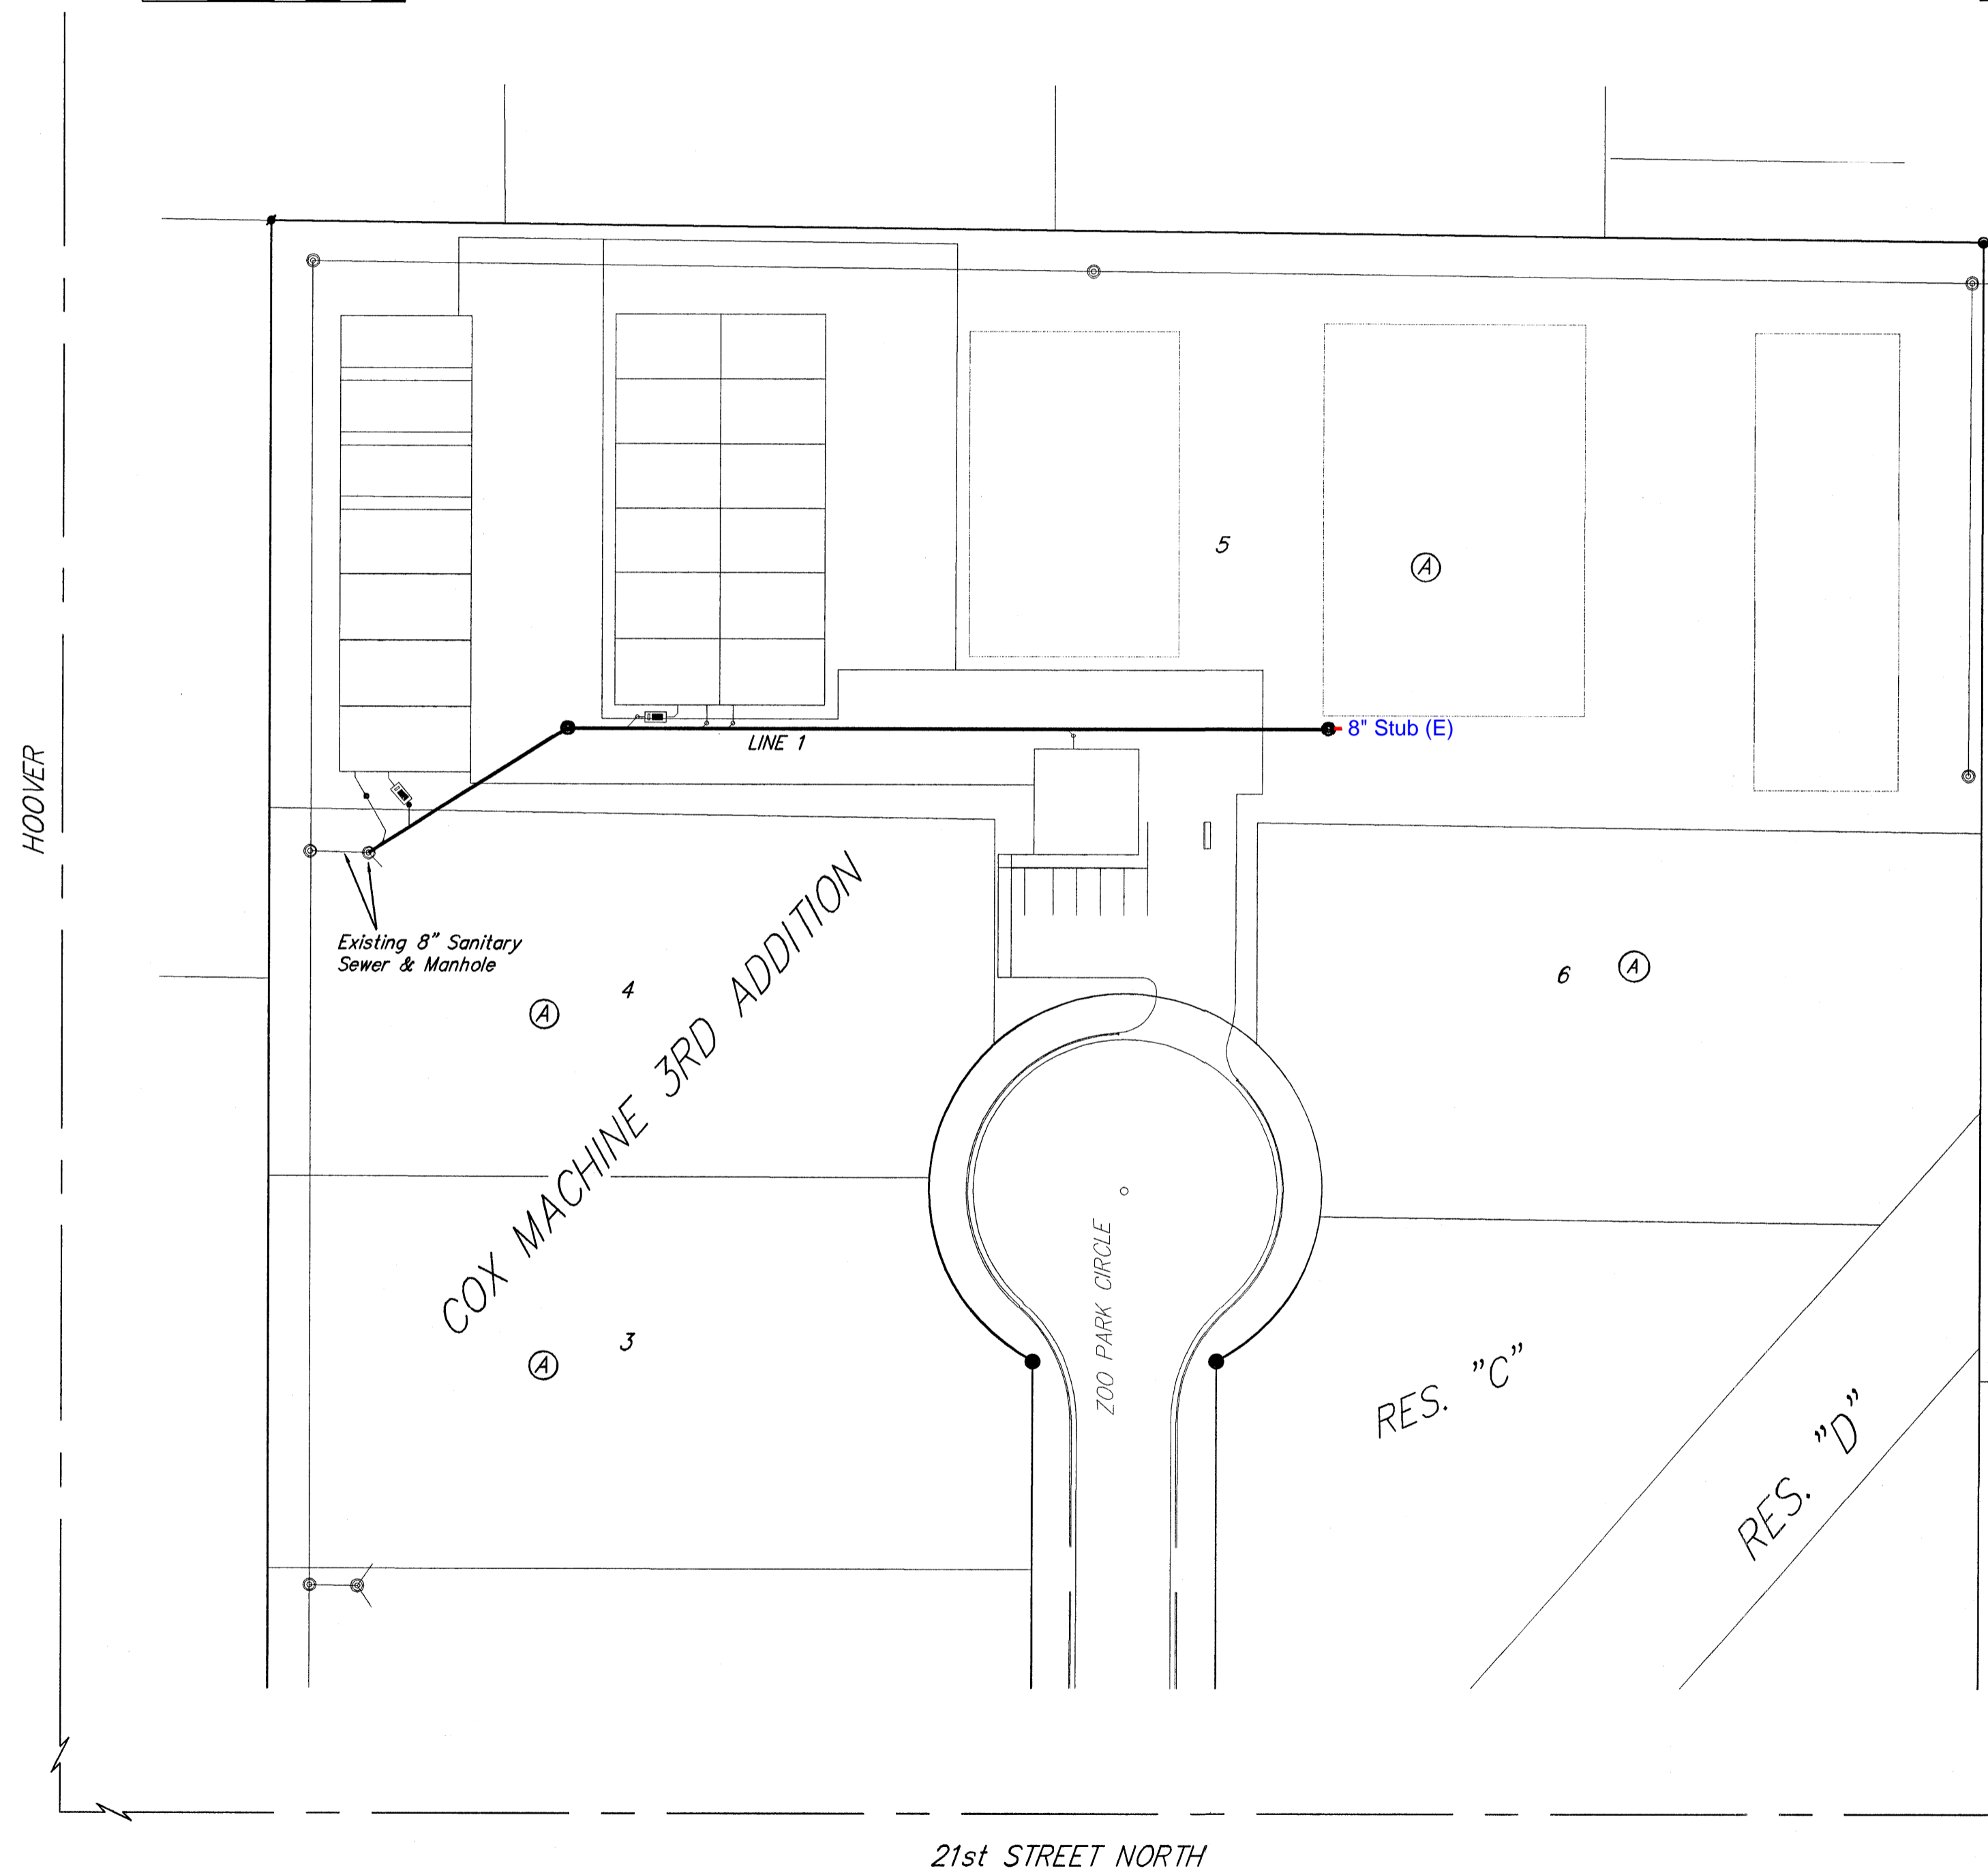 5
A
8" Stub (E)
LINE 1
HOOVER
Existing 8" Sanitary
Sewer & Manhole
4
A
6
A
COX MACHINE 3RD ADDITION
ZOO PARK CIRCLE
3
A
RES. "C"
RES. "D"
21st STREET NORTH